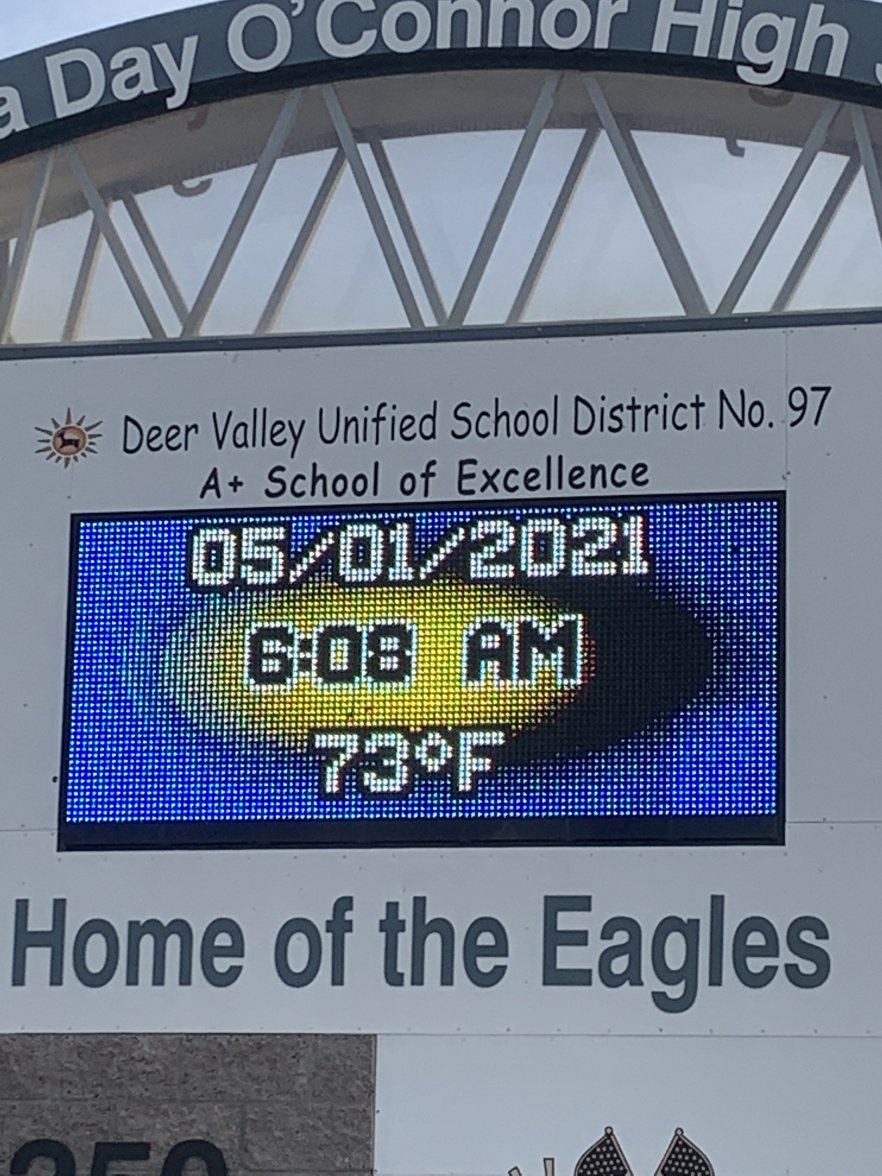 a Day O'Connor High
Deer Valley Unified School District No. 97
A+ School of Excellence
05/01/2021
6:08 AM
73°F
Home of the Eagles